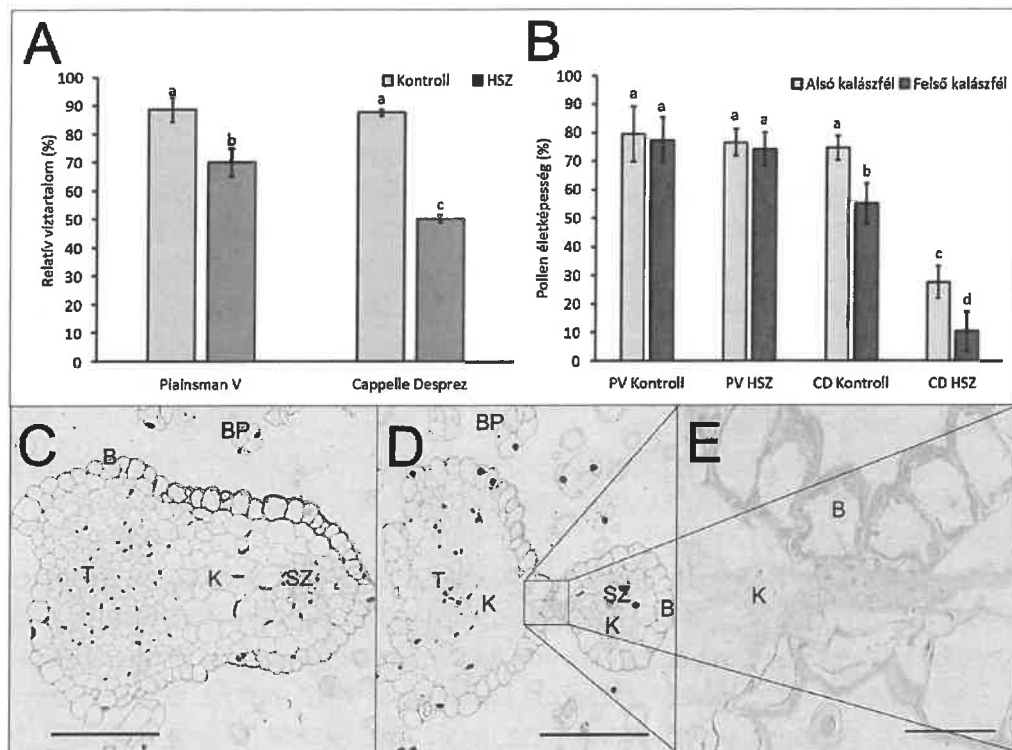 A
Kontroll HSZ
Relatív víztartalom (%)
100
90
80
70
60
50
40
30
20
10
0
a
b
a
c
Plainsman V
Cappelle Desprez
B
Alsó kalászfél Felső kalászfél
Pollen életképesség (%)
100
90
80
70
60
50
40
30
20
10
0
a
a
a
a
a
b
c
d
PV Kontroll
PV HSZ
CD Kontroll
CD HSZ
C
BP
B
T
K
SZ
D
BP
T
K
SZ
K
B
E
B
K